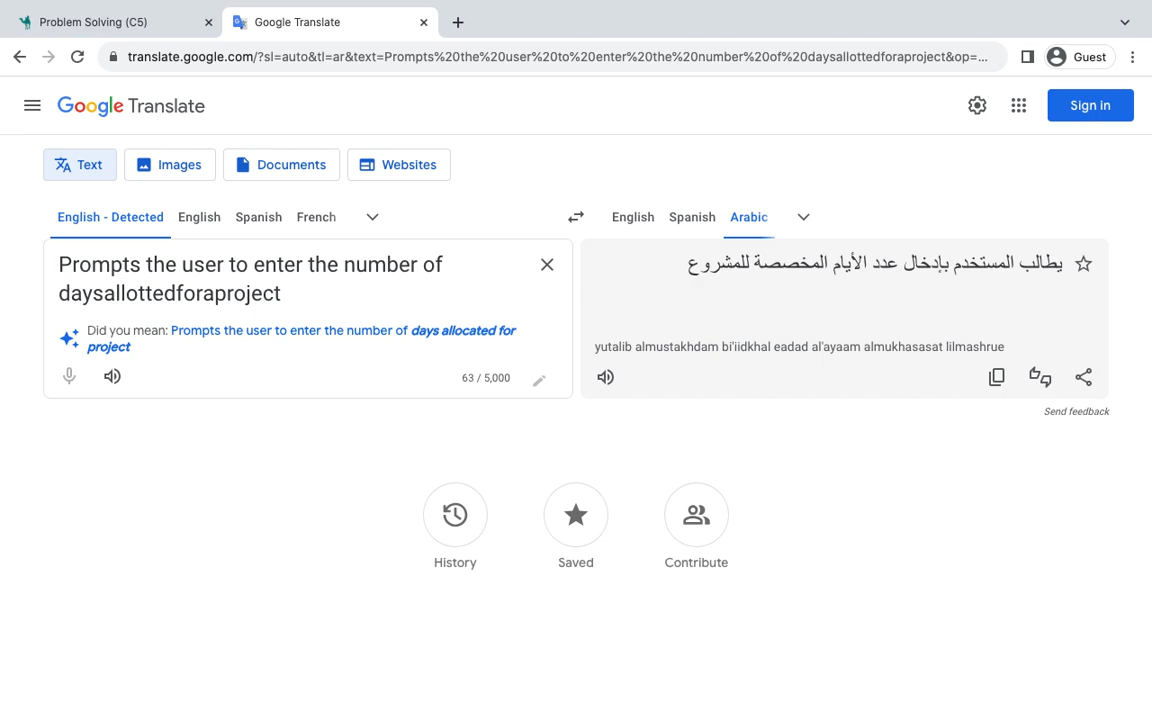 Problem Solving (C5)
Google Translate
translate.google.com/?sl=auto&tl=ar&text=Prompts%20the%20user%20to%20enter%20the%20number%20of%20daysallottedforaproject&op=...
Guest
Google Translate
Sign in
Text
Images
Documents
Websites
English - Detected
English
Spanish
French
English
Spanish
Arabic
Prompts the user to enter the number of
daysallottedforaproject
Did you mean: Prompts the user to enter the number of days allocated for
project
63 / 5,000
يطالب المستخدم بإدخال عدد الأيام المخصصة للمشروع
yutalib almustakhdam bi'iidkhal eadad al'ayaam almukhasasat lilmashrue
Send feedback
History
Saved
Contribute